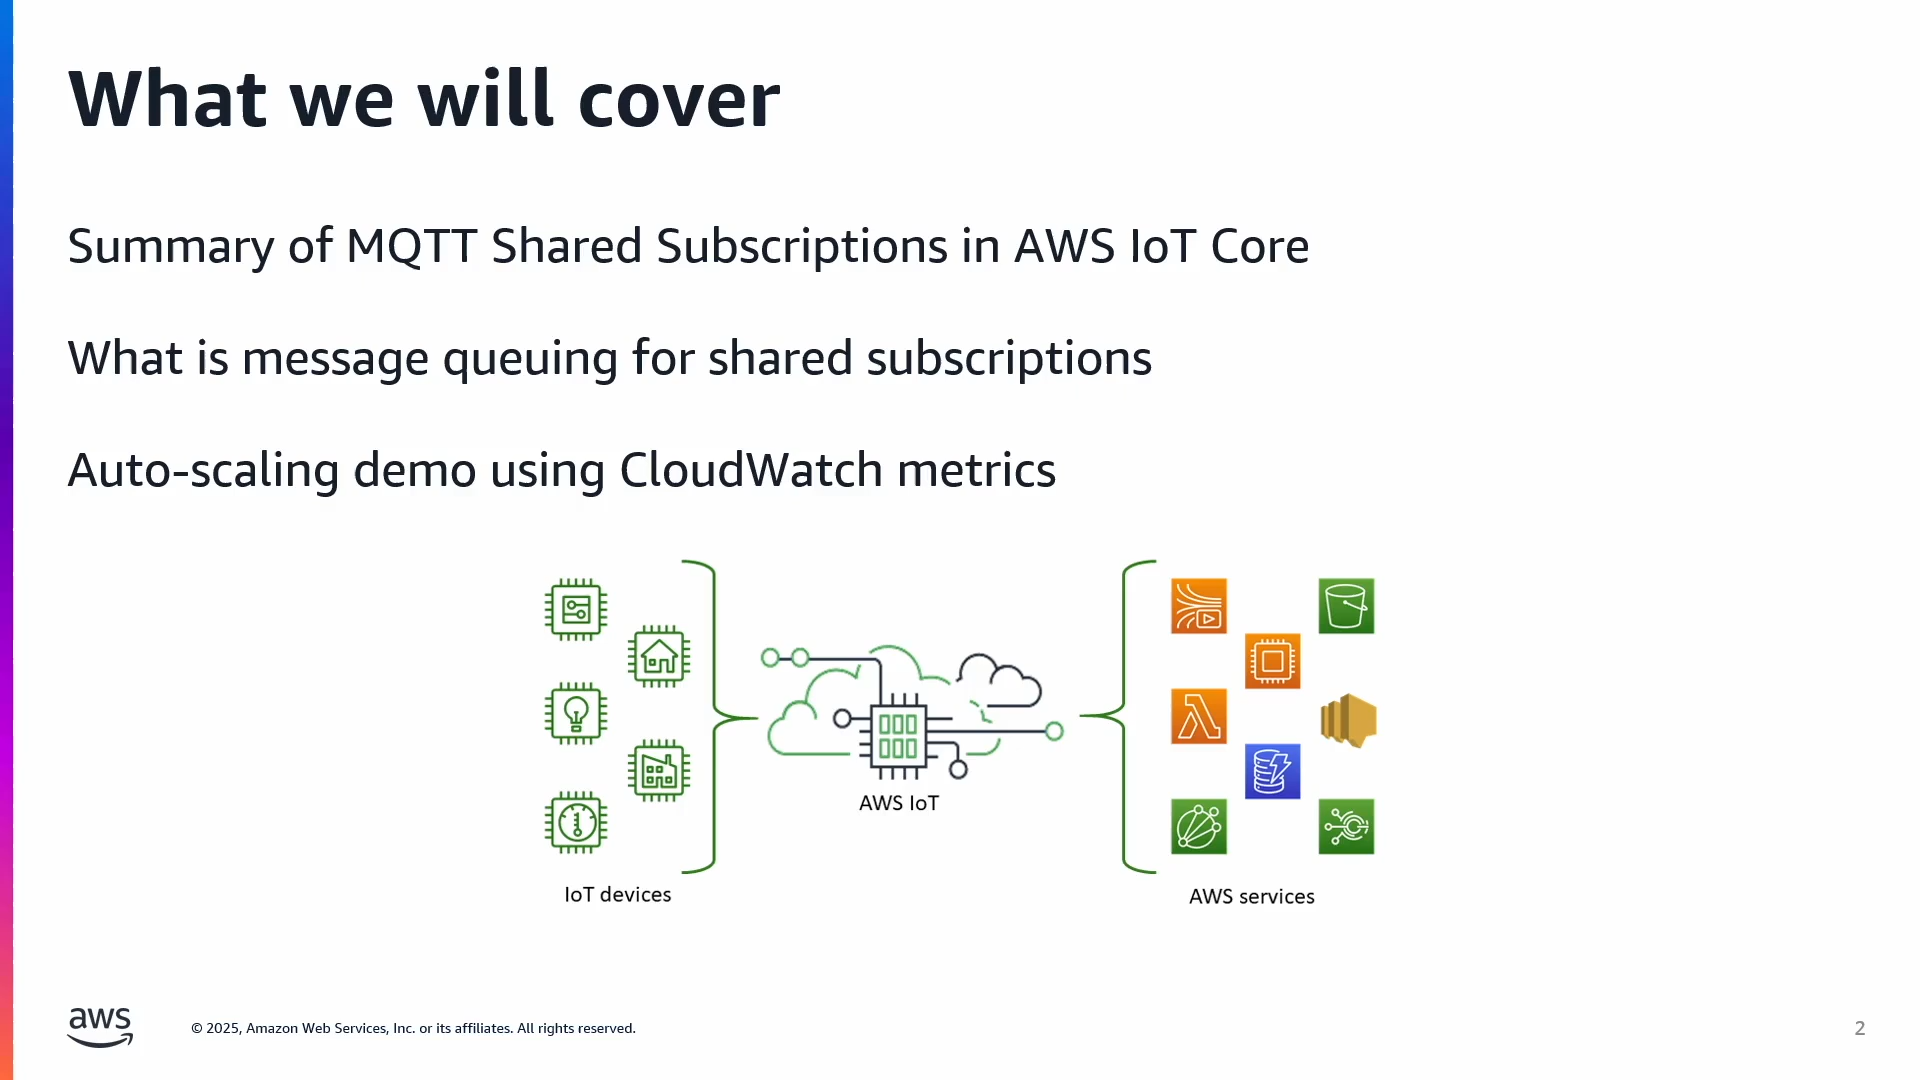 What we will cover
Summary of MQTT Shared Subscriptions in AWS IoT Core
What is message queuing for shared subscriptions
Auto-scaling demo using CloudWatch metrics
AWS IoT
IoT devices
AWS services
aws
© 2025, Amazon Web Services, Inc. or its affiliates. All rights reserved.
2